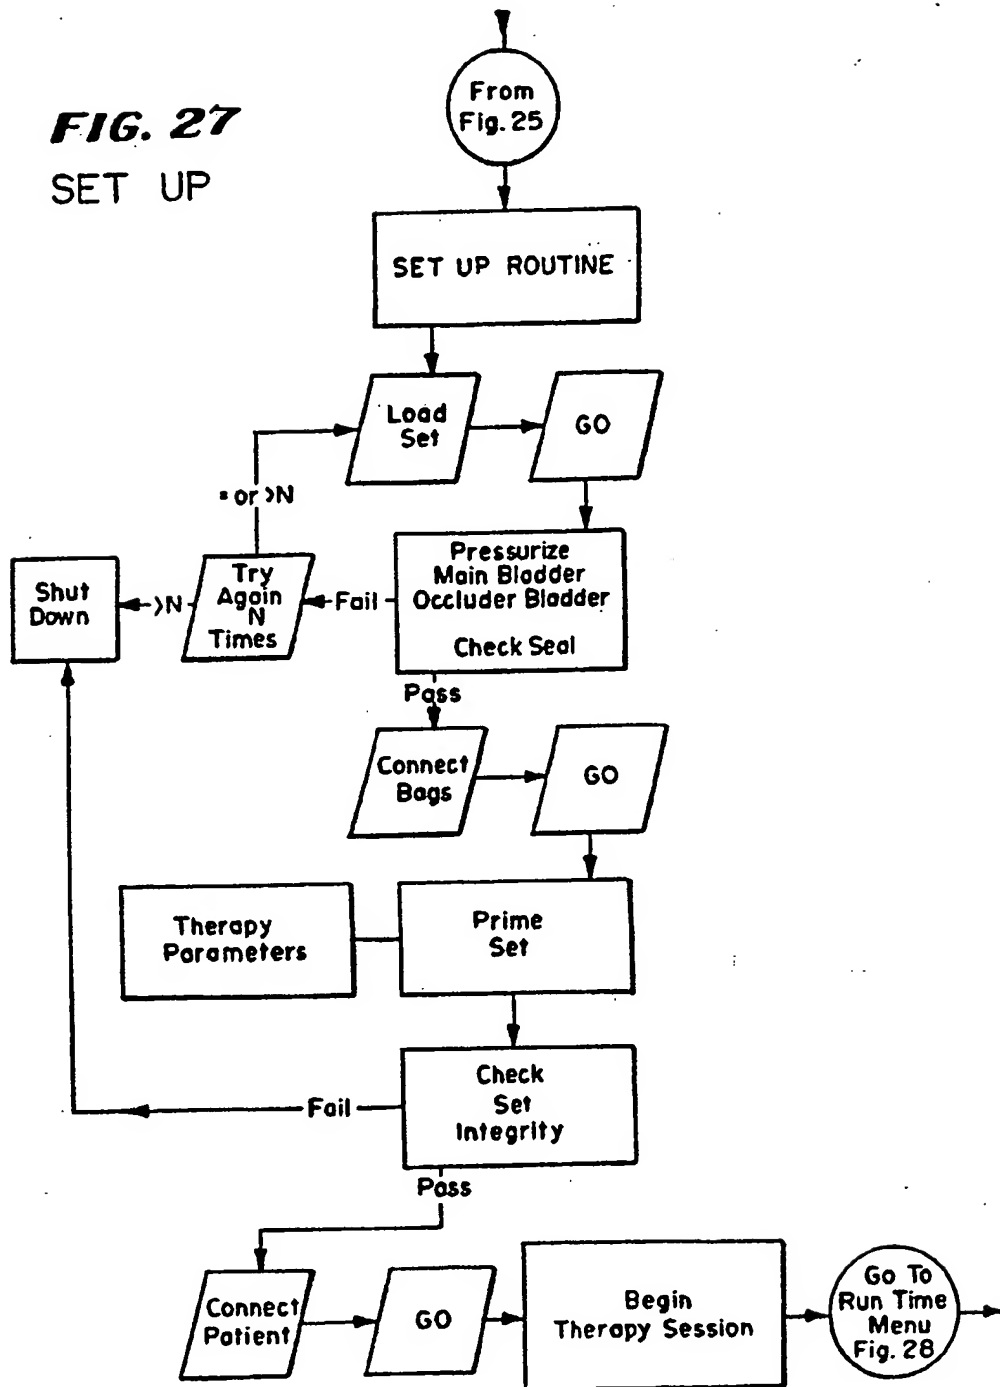 FIG. 27
SET UP
From
Fig. 25
SET UP ROUTINE
Load
Set
GO
= or >N
Pressurize
Main Bladder
Occluder Bladder
Check Seal
Fail
Try
Again
N
Times
>N
Shut
Down
Pass
Connect
Bags
GO
Therapy
Parameters
Prime
Set
Check
Set
Integrity
Fail
Pass
Connect
Patient
GO
Begin
Therapy Session
Go To
Run Time
Menu
Fig. 28